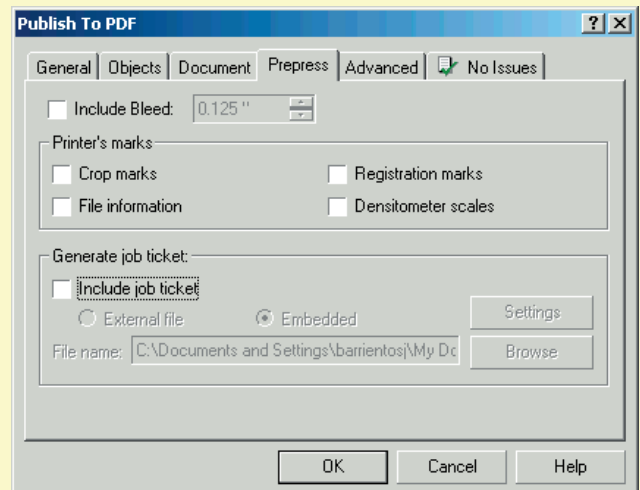 Publish To PDF
General Objects Document Prepress Advanced No Issues
Include Bleed: 0.125 "
Printer's marks
Crop marks Registration marks
File information Densitometer scales
Generate job ticket:
Include job ticket
External file Embedded Settings
File name: C:\Documents and Settings\barrientosj\My Dc Browse
OK Cancel Help